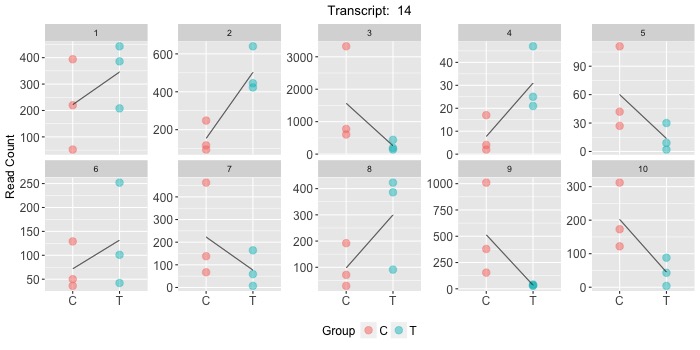 Transcript: 14
1 2 3 4 5
400 300 200 100
600 400 200
3000 2000 1000 0
40 30 20 10 0
90 60 30 0
Read Count
6 7 8 9 10
250 200 150 100 50
400 300 200 100 0
400 300 200 100
1000 750 500 250 0
300 200 100 0
C T C T C T C T C T
Group C T